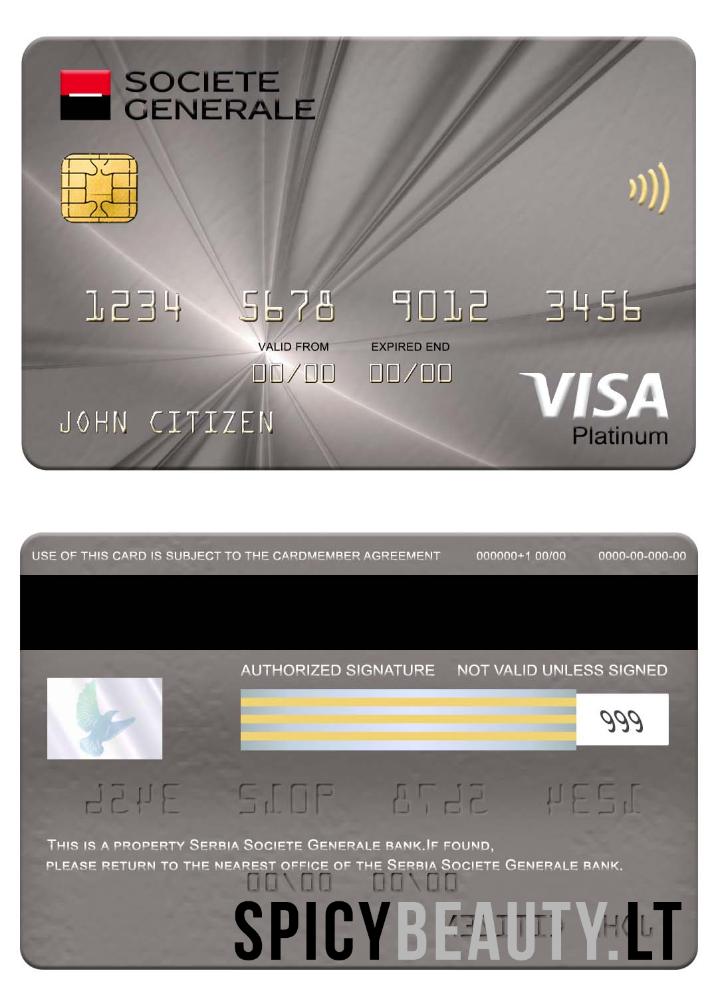 SOCIETE
GENERALE
1234 5678 9012 3456
VALID FROM EXPIRED END
00/00 00/00
VISA
Platinum
JOHN CITIZEN
USE OF THIS CARD IS SUBJECT TO THE CARDMEMBER AGREEMENT 000000+1 00/00 0000-00-000-00
AUTHORIZED SIGNATURE NOT VALID UNLESS SIGNED
999
THIS IS A PROPERTY SERBIA SOCIETE GENERALE BANK.IF FOUND,
PLEASE RETURN TO THE NEAREST OFFICE OF THE SERBIA SOCIETE GENERALE BANK.
SPICYBEAUTY.LT